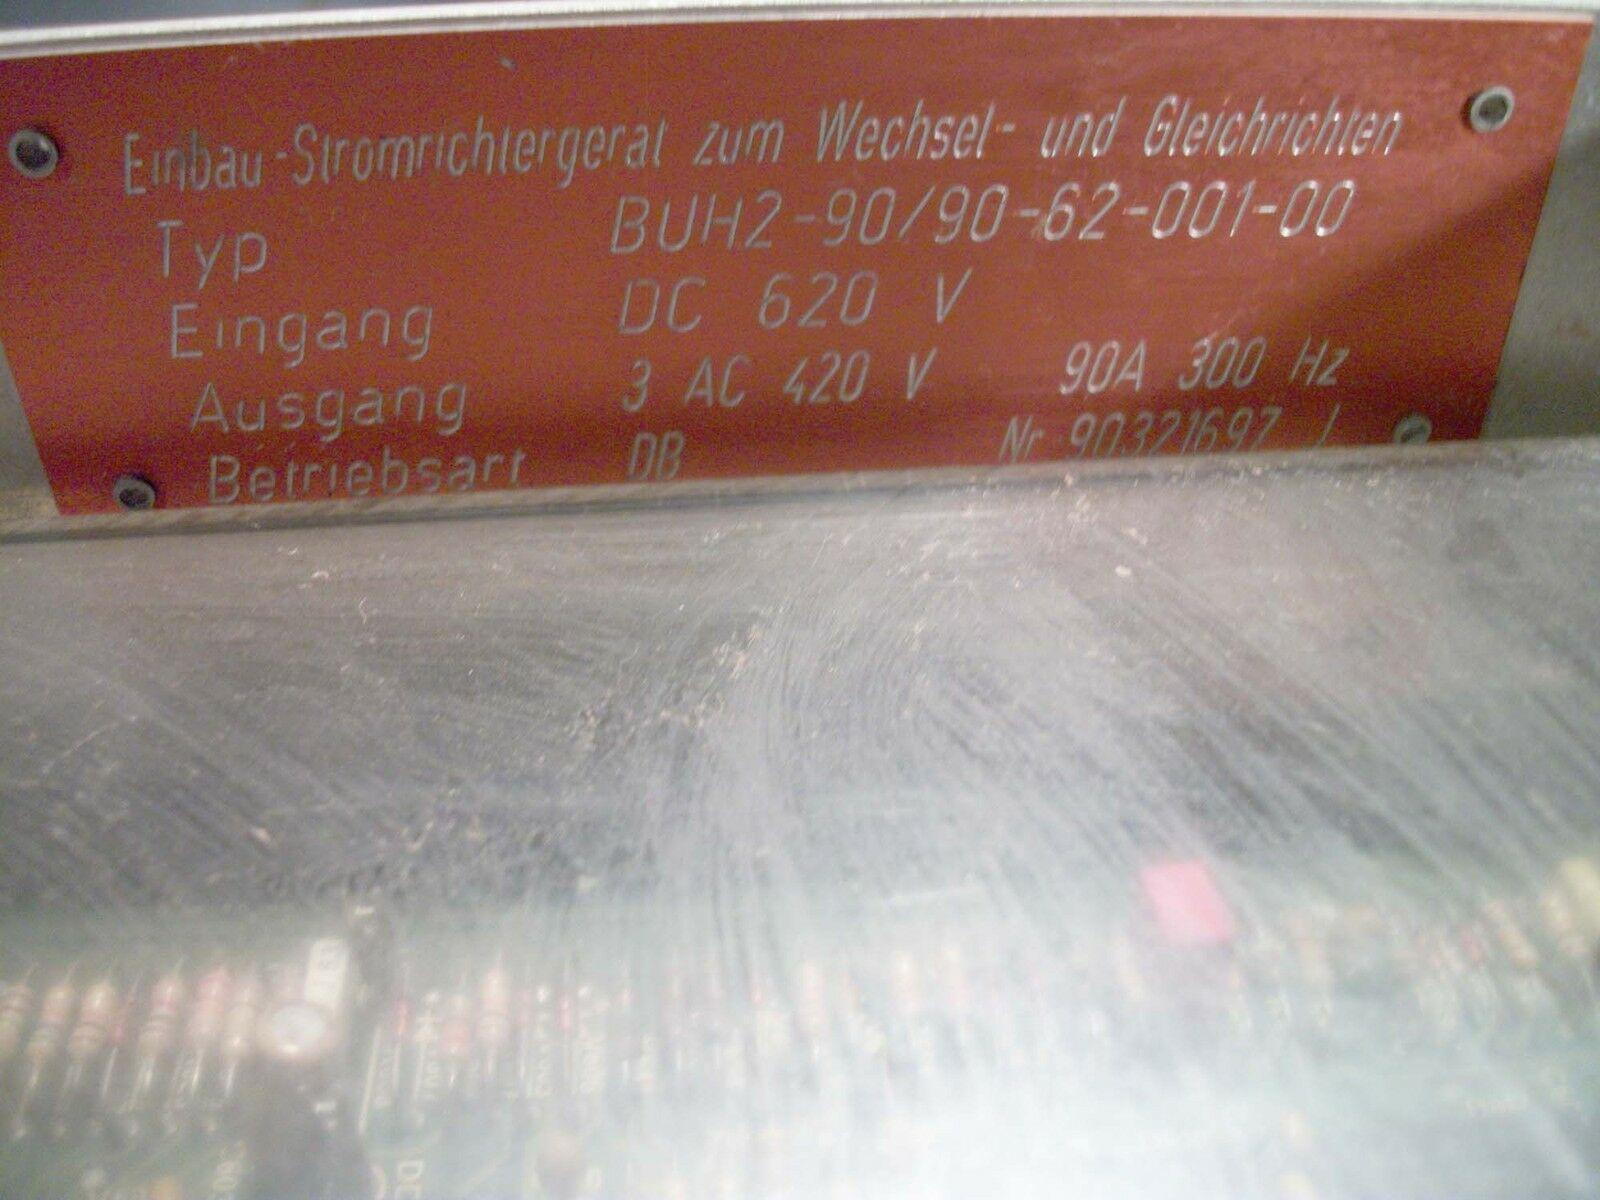 Einbau-Stromrichtergerät zum Wechsel- und Gleichrichten
Typ BUH2-90/90-62-001-00
Eingang DC 620 V
Ausgang 3 AC 420 V 90A 300 Hz
Betriebsart DB Nr 90321697